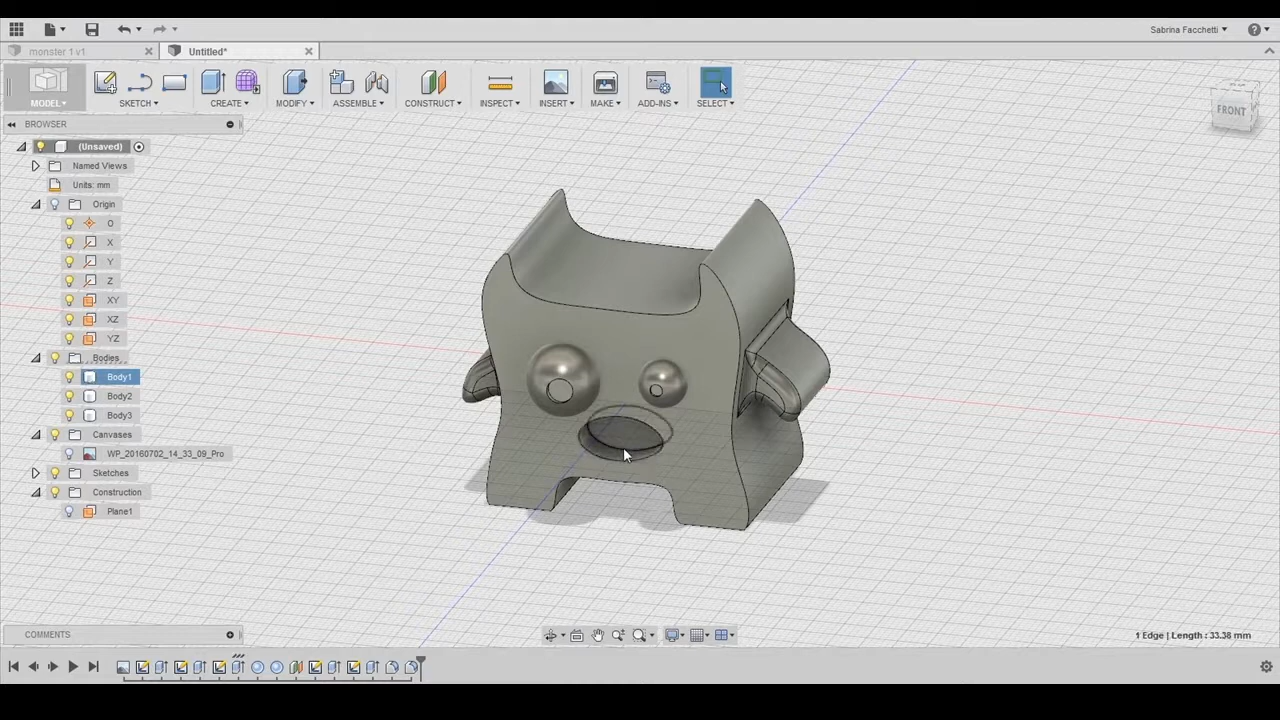 Sabrina Facchetti
monster 1 v1
Untitled*
MODEL
SKETCH
CREATE
MODIFY
ASSEMBLE
CONSTRUCT
INSPECT
INSERT
MAKE
ADD-INS
SELECT
FRONT
BROWSER
(Unsaved)
Named Views
Units: mm
Origin
O
X
Y
Z
XY
XZ
YZ
Bodies
Body1
Body2
Body3
Canvases
WP_20160702_14_33_09_Pro
Sketches
Construction
Plane1
COMMENTS
1 Edge | Length : 33.38 mm